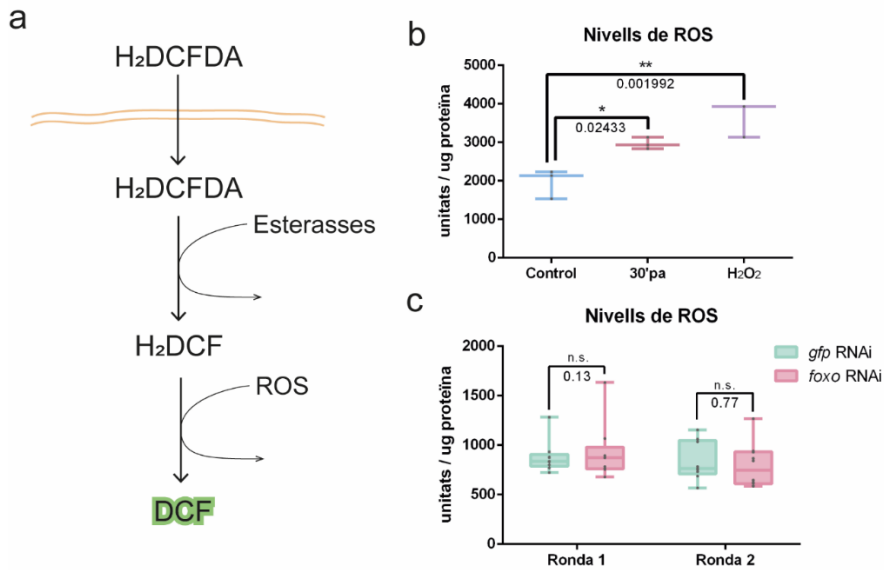 a
H₂DCFDA
H₂DCFDA
Esterasses
H₂DCF
ROS
DCF
b
Nivells de ROS
unitats / ug proteïna
5000
4000
3000
2000
1000
0
**
0.001992
*
0.02433
Control
30'pa
H₂O₂
c
Nivells de ROS
unitats / ug proteïna
2000
1500
1000
500
0
n.s.
0.13
n.s.
0.77
gfp RNAi
foxo RNAi
Ronda 1
Ronda 2